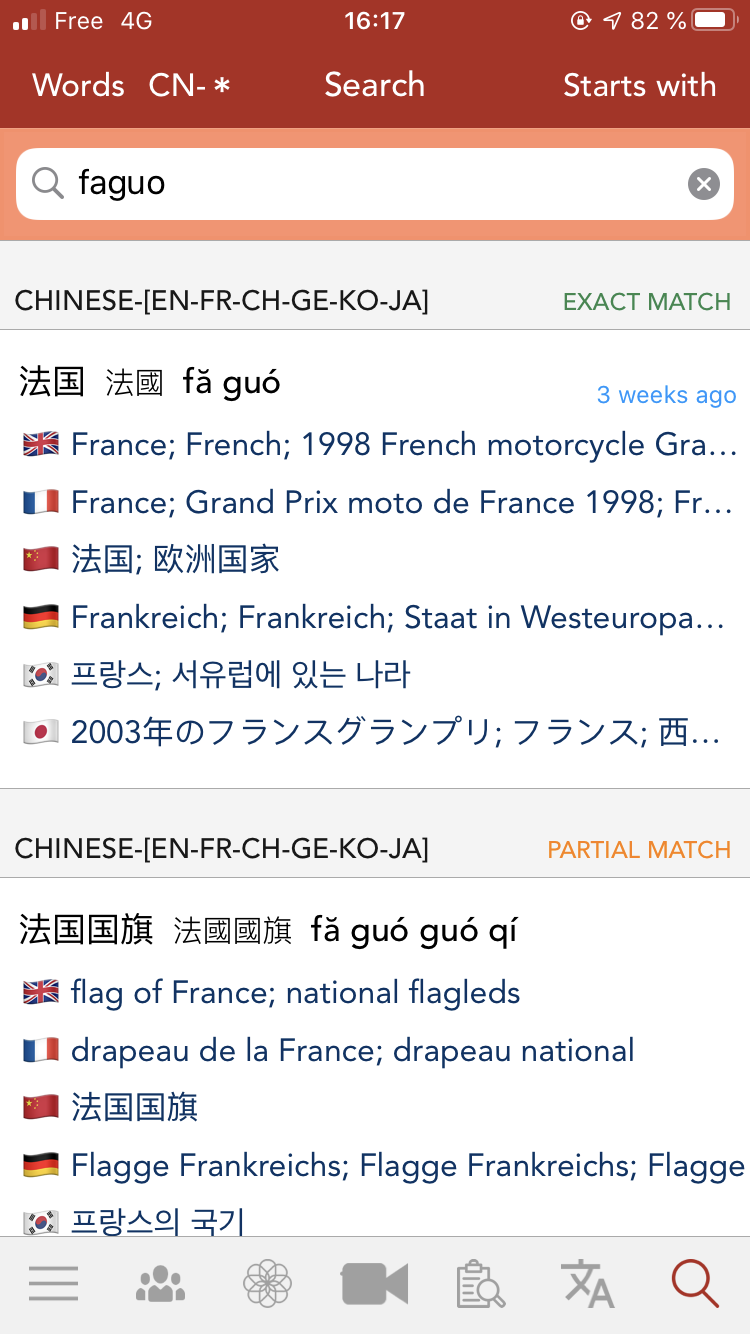 Free 4G 16:17 82 %
Words CN-* Search Starts with
faguo
CHINESE-[EN-FR-CH-GE-KO-JA] EXACT MATCH
法国 法國 fǎ guó
3 weeks ago
France; French; 1998 French motorcycle Gra...
France; Grand Prix moto de France 1998; Fr...
法国; 欧洲国家
Frankreich; Frankreich; Staat in Westeuropa...
프랑스; 서유럽에 있는 나라
2003年のフランスグランプリ; フランス; 西...
CHINESE-[EN-FR-CH-GE-KO-JA] PARTIAL MATCH
法国国旗 法國國旗 fǎ guó guó qí
flag of France; national flagleds
drapeau de la France; drapeau national
法国国旗
Flagge Frankreichs; Flagge Frankreichs; Flagge
프랑스의 국기
文A